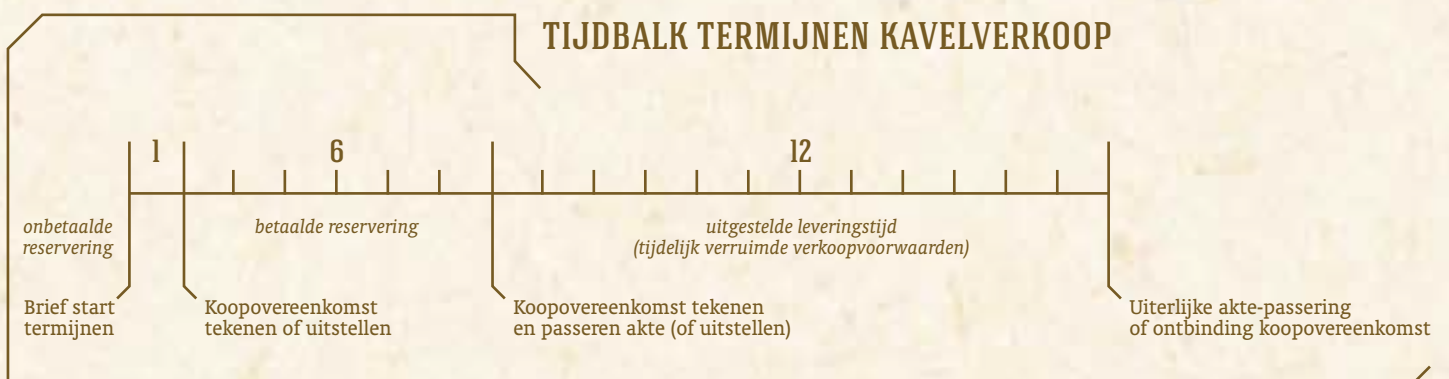 TIJDBALK TERMIJNEN KAVELVERKOOP
1
6
12
onbetaalde
reservering
betaalde reservering
uitgestelde leveringstijd
(tijdelijk verruimde verkoopvoorwaarden)
Brief start
termijnen
Koopovereenkomst
tekenen of uitstellen
Koopovereenkomst tekenen
en passeren akte (of uitstellen)
Uiterlijke akte-passering
of ontbinding koopovereenkomst